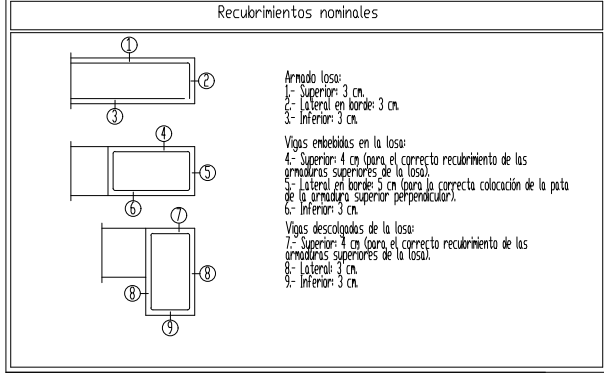 Recubrimientos nominales
1
2
3
Armado losa:
1.- Superior: 3 cm.
2.- Lateral en borde: 3 cm.
3.- Inferior: 3 cm.
4
5
6
Vigas embebidas en la losa:
4.- Superior: 4 cm (para el correcto recubrimiento de las
armaduras superiores de la losa).
5.- Lateral en borde: 5 cm (para la correcta colocación de la pata
de la armadura superior perpendicular).
6.- Inferior: 3 cm.
7
8
8
9
Vigas descolgadas de la losa:
7.- Superior: 4 cm (para el correcto recubrimiento de las
armaduras superiores de la losa).
8.- Lateral: 3 cm.
9.- Inferior: 3 cm.